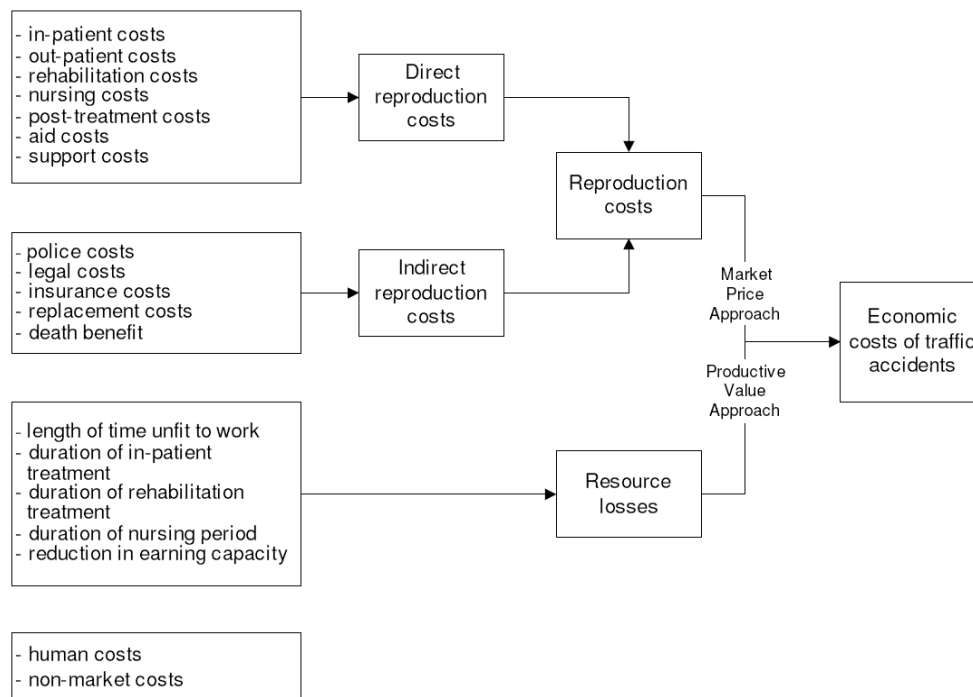 - in-patient costs
- out-patient costs
- rehabilitation costs
- nursing costs
- post-treatment costs
- aid costs
- support costs
Direct
reproduction
costs
Reproduction
costs
- police costs
- legal costs
- insurance costs
- replacement costs
- death benefit
Indirect
reproduction
costs
Market
Price
Approach
Economic
costs of traffic
accidents
Productive
Value
Approach
- length of time unfit to work
- duration of in-patient
treatment
- duration of rehabilitation
treatment
- duration of nursing period
- reduction in earning capacity
Resource
losses
- human costs
- non-market costs